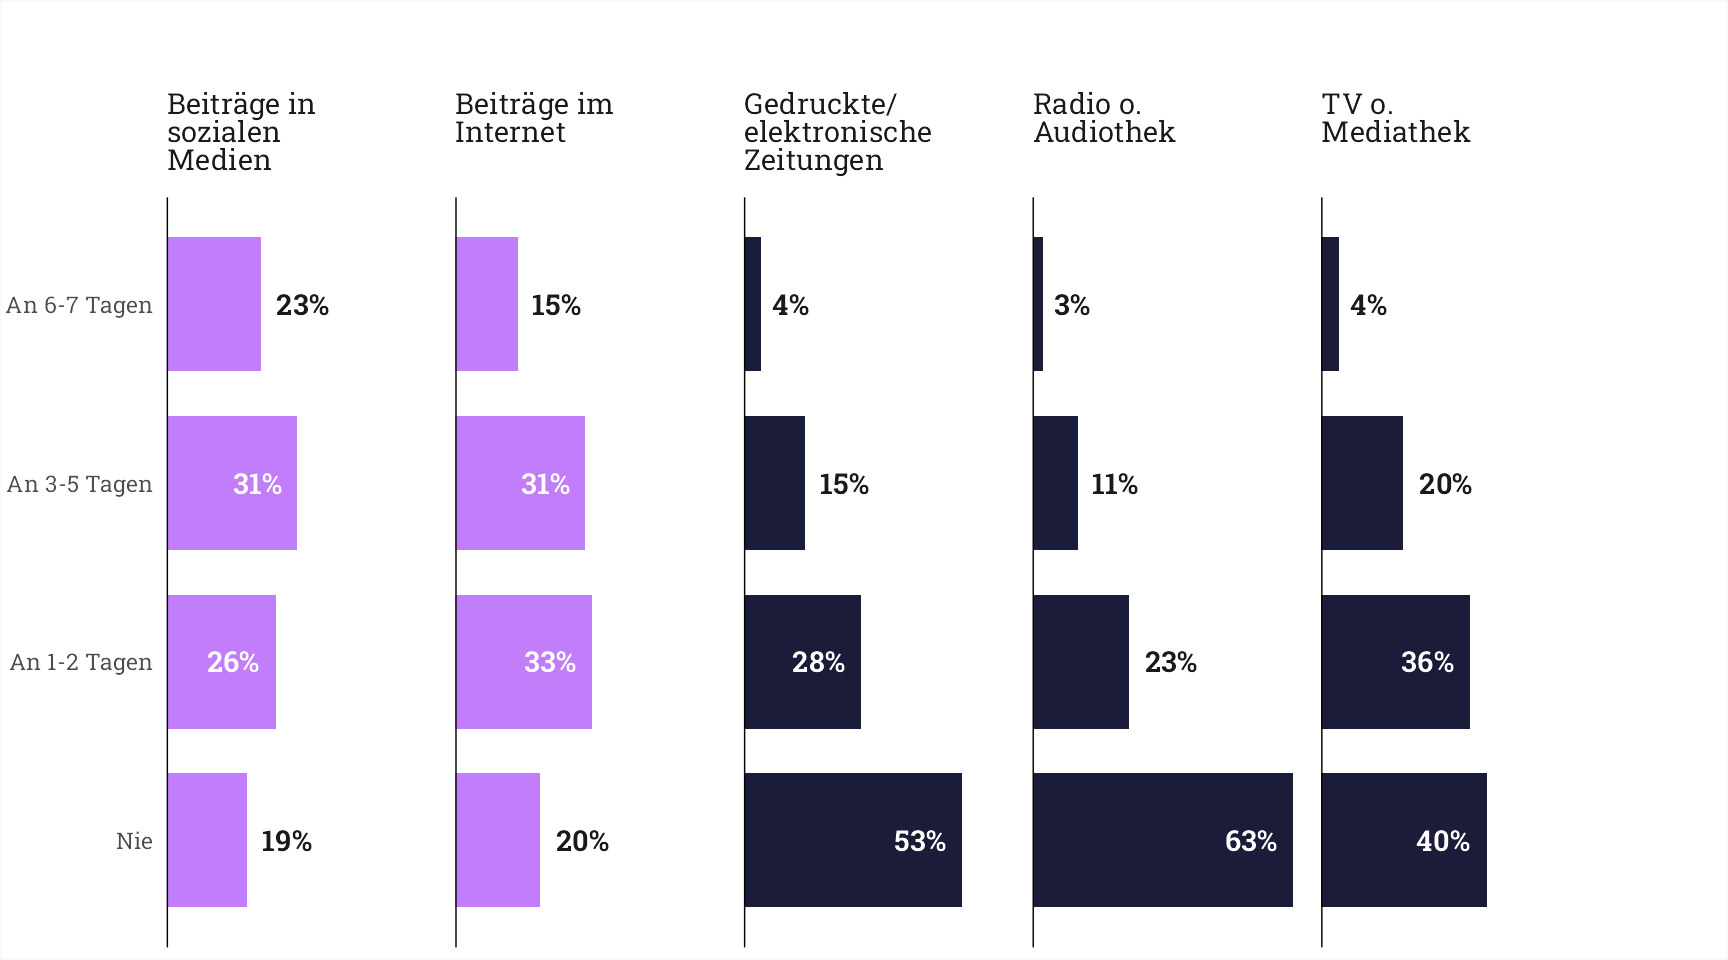 Beiträge in
sozialen
Medien
Beiträge im
Internet
Gedruckte/
elektronische
Zeitungen
Radio o.
Audiothek
TV o.
Mediathek
An 6-7 Tagen 23% 15% 4% 3% 4%
An 3-5 Tagen 31% 31% 15% 11% 20%
An 1-2 Tagen 26% 33% 28% 23% 36%
Nie 19% 20% 53% 63% 40%